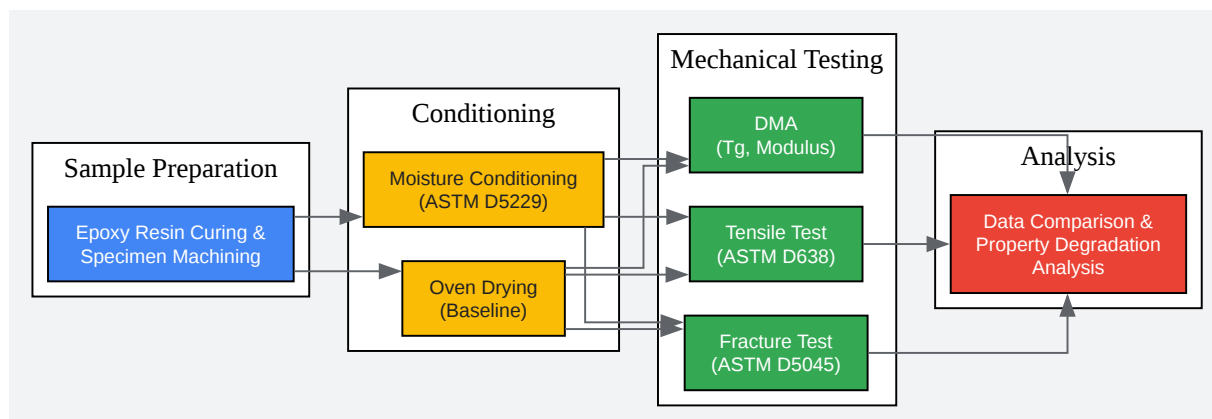 Sample Preparation
Epoxy Resin Curing &
Specimen Machining
Conditioning
Moisture Conditioning
(ASTM D5229)
Oven Drying
(Baseline)
Mechanical Testing
DMA
(Tg, Modulus)
Tensile Test
(ASTM D638)
Fracture Test
(ASTM D5045)
Analysis
Data Comparison &
Property Degradation
Analysis